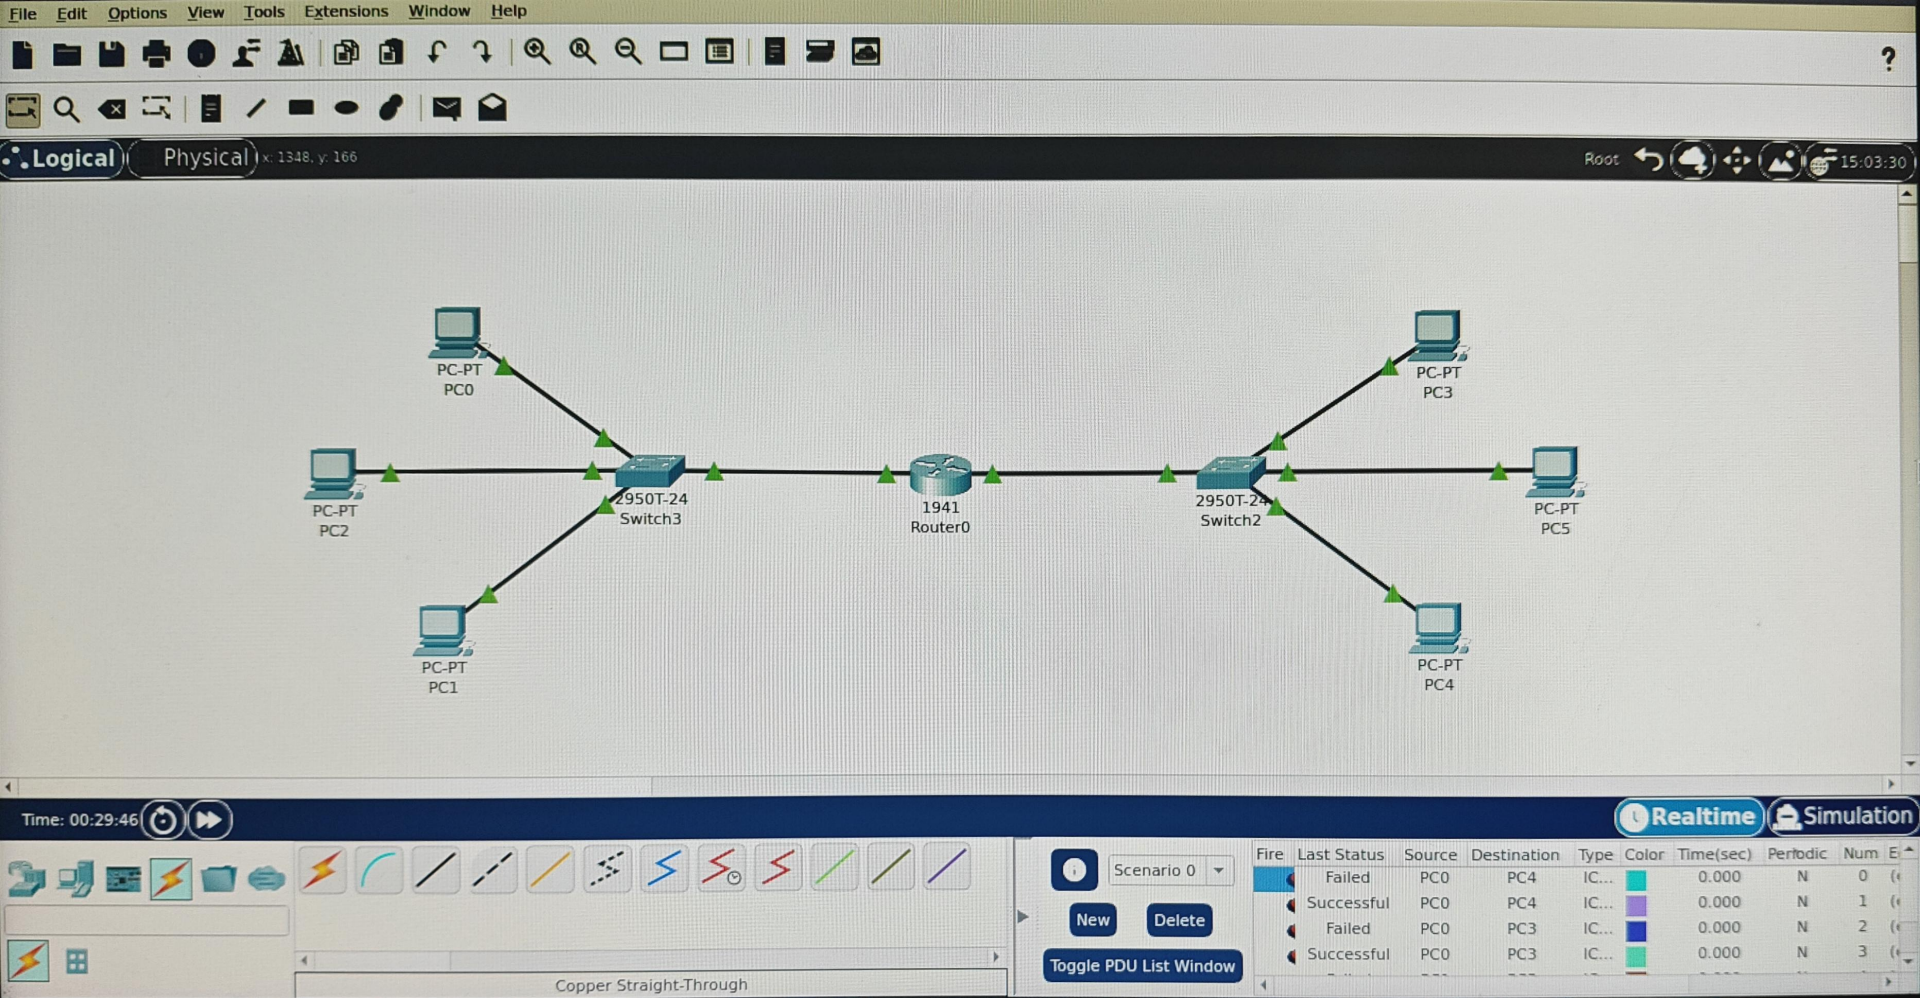 File Edit Options View Tools Extensions Window Help
?
Logical Physical x: 1348, y: 166 Root 15:03:30
PC-PT
PC0
PC-PT
PC3
PC-PT
PC2
2950T-24
Switch3
1941
Router0
2950T-24
Switch2
PC-PT
PC5
PC-PT
PC1
PC-PT
PC4
Time: 00:29:46 Realtime Simulation
Scenario 0
New Delete
Toggle PDU List Window
Fire Last Status Source Destination Type Color Time(sec) Periodic Num E
Failed PC0 PC4 IC... 0.000 N 0 (
Successful PC0 PC4 IC... 0.000 N 1 (
Failed PC0 PC3 IC... 0.000 N 2 (
Successful PC0 PC3 IC... 0.000 N 3 (
Copper Straight-Through